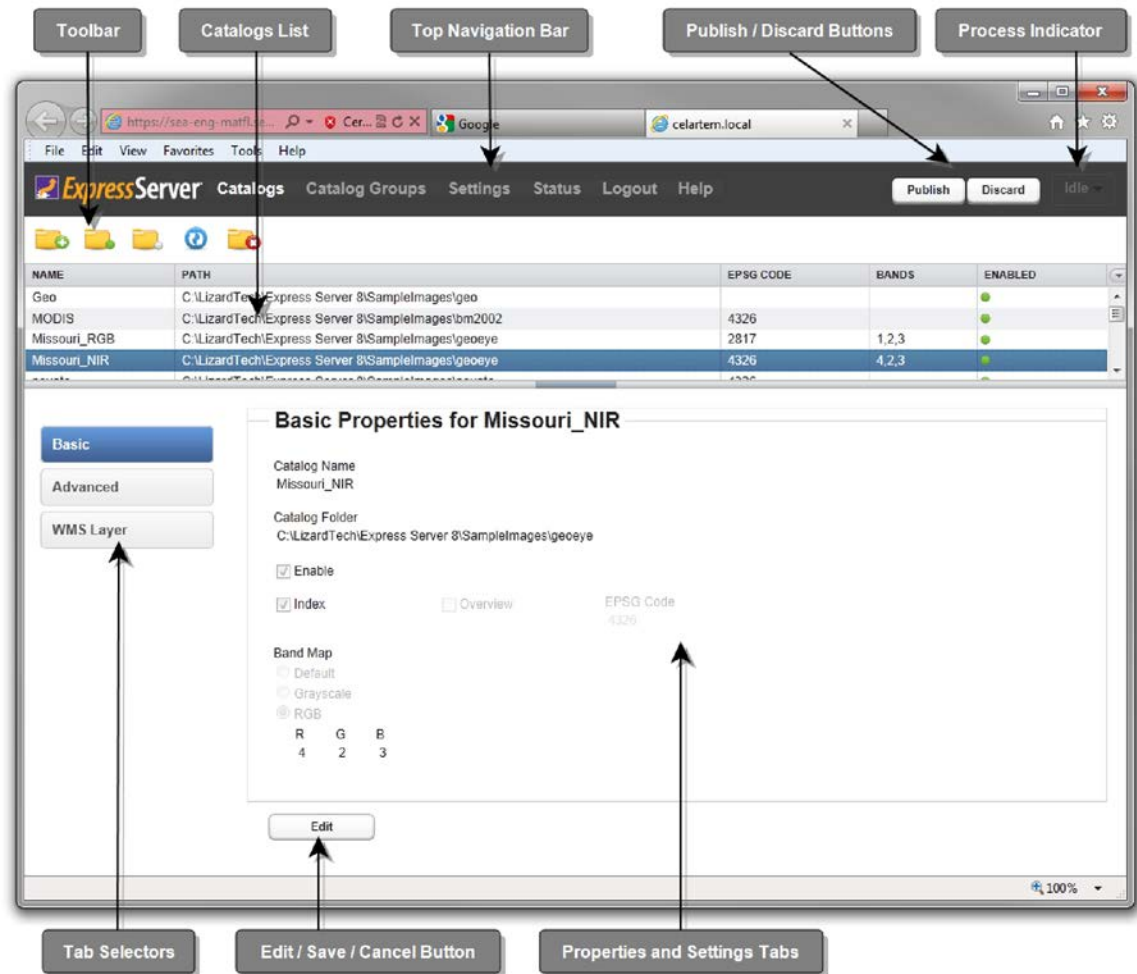 Toolbar
Catalogs List
Top Navigation Bar
Publish / Discard Buttons
Process Indicator
https://sea-eng-matfl.se...
Cer...
Google
celartem.local
File Edit View Favorites Tools Help
ExpressServer Catalogs Catalog Groups Settings Status Logout Help
Publish
Discard
Idle
NAME PATH EPSG CODE BANDS ENABLED
Geo C:\LizardTech\Express Server 8\SampleImages\geo
MODIS C:\LizardTech\Express Server 8\SampleImages\bm2002 4326
Missouri_RGB C:\LizardTech\Express Server 8\SampleImages\geoeye 2817 1,2,3
Missouri_NIR C:\LizardTech\Express Server 8\SampleImages\geoeye 4326 4,2,3
Basic
Advanced
WMS Layer
Basic Properties for Missouri_NIR
Catalog Name
Missouri_NIR
Catalog Folder
C:\LizardTech\Express Server 8\SampleImages\geoeye
Enable
Index
Overview
EPSG Code
4326
Band Map
Default
Grayscale
RGB
R G B
4 2 3
Edit
100%
Tab Selectors
Edit / Save / Cancel Button
Properties and Settings Tabs